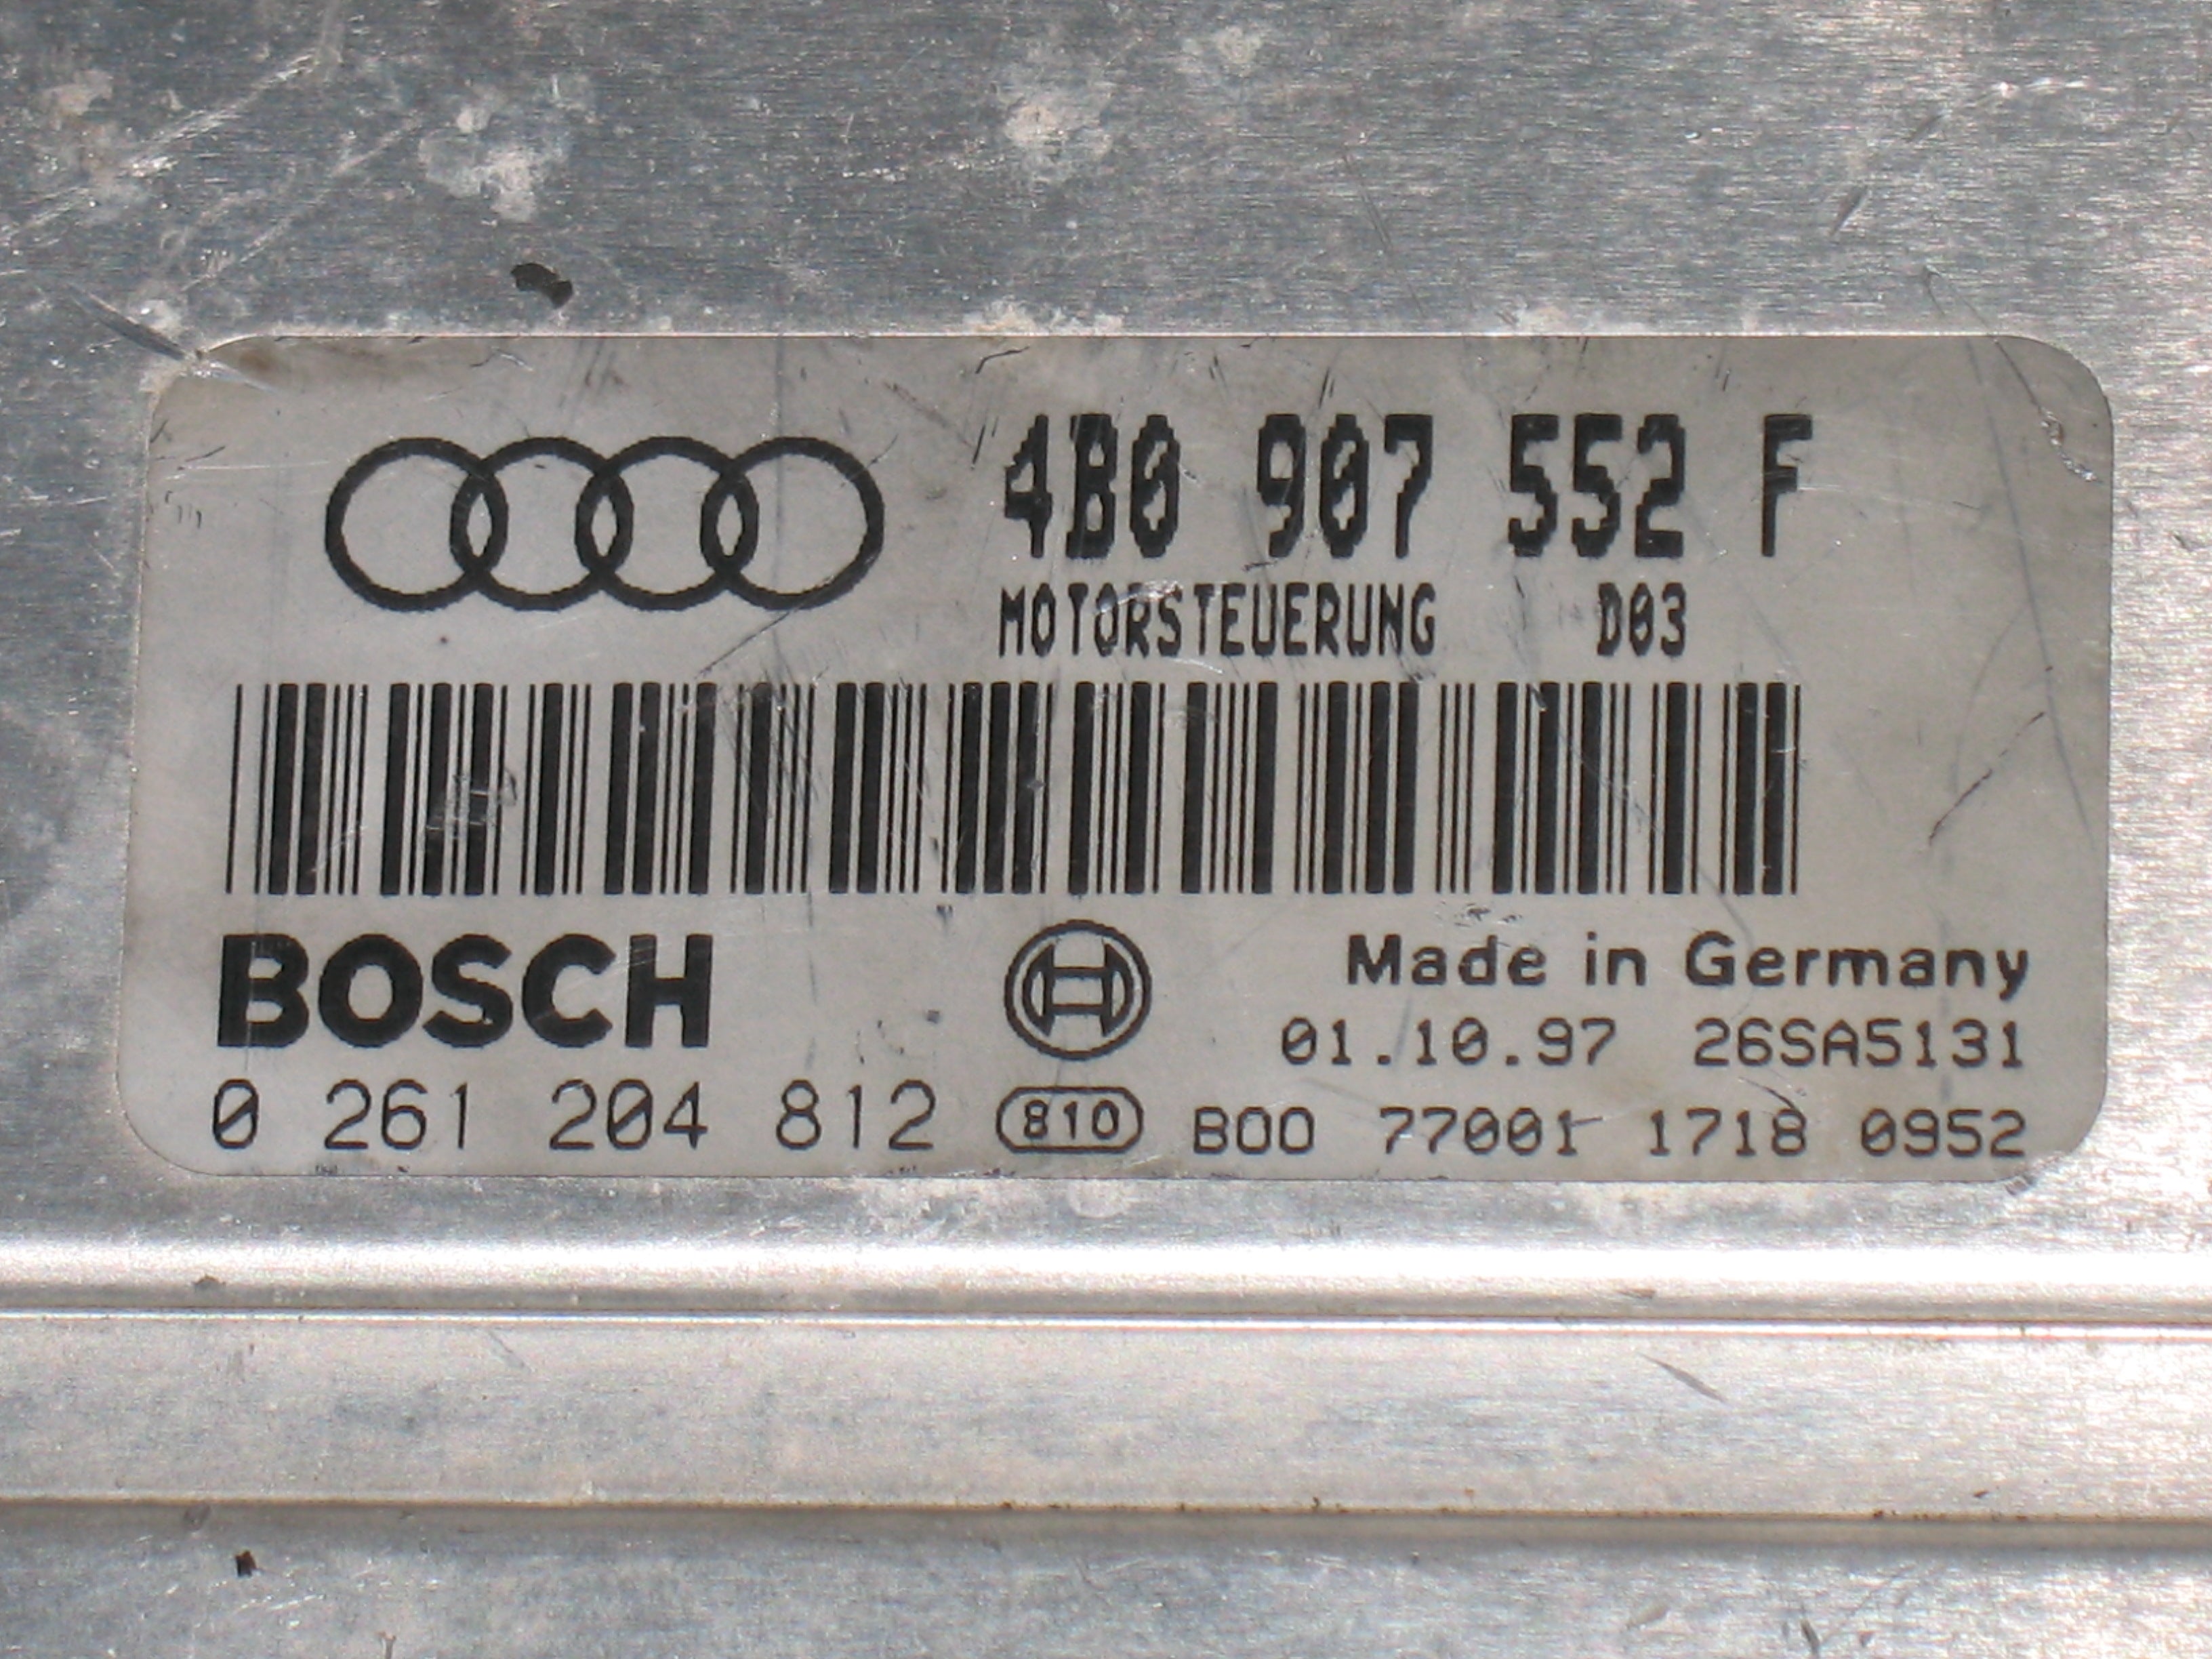 4B0 907 552 F
MOTORSTEUERUNG D03
BOSCH
Made in Germany
01.10.97 26SA5131
0 261 204 812 810 B00 77001 1718 0952